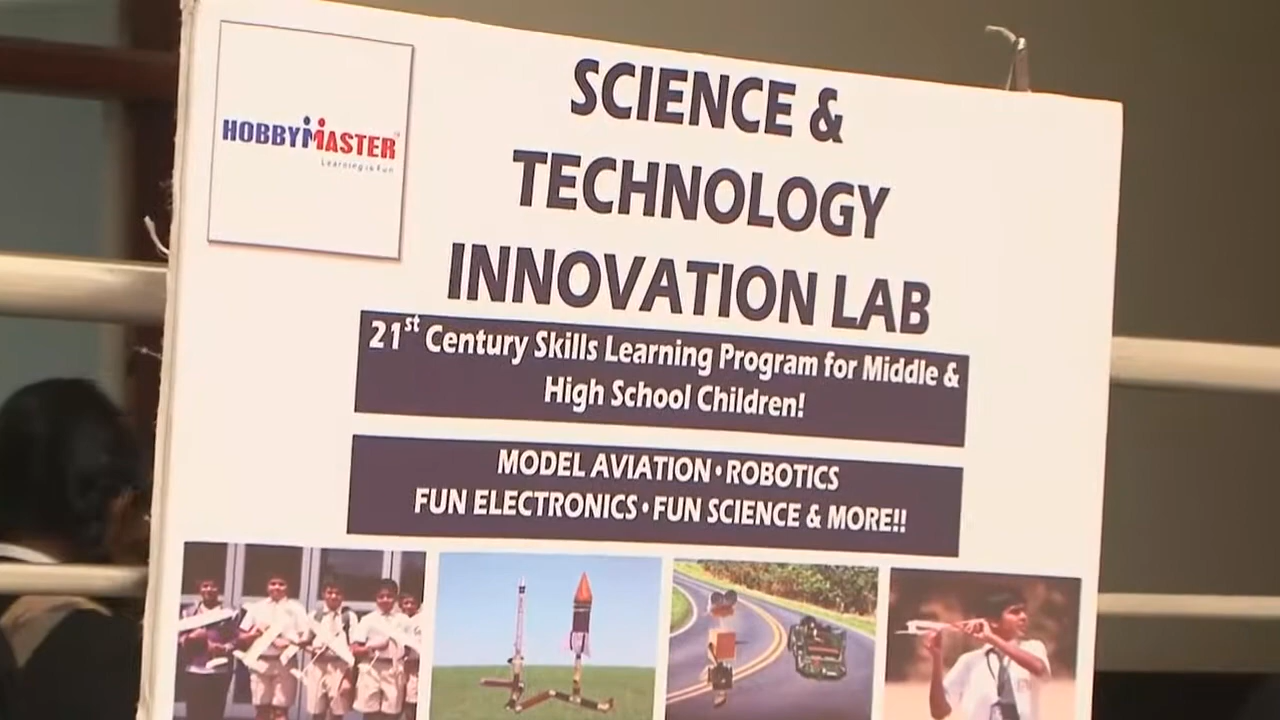 HOBBYMASTER
Learning is Fun
SCIENCE &
TECHNOLOGY
INNOVATION LAB
21st Century Skills Learning Program for Middle &
High School Children!
MODEL AVIATION • ROBOTICS
FUN ELECTRONICS • FUN SCIENCE & MORE!!